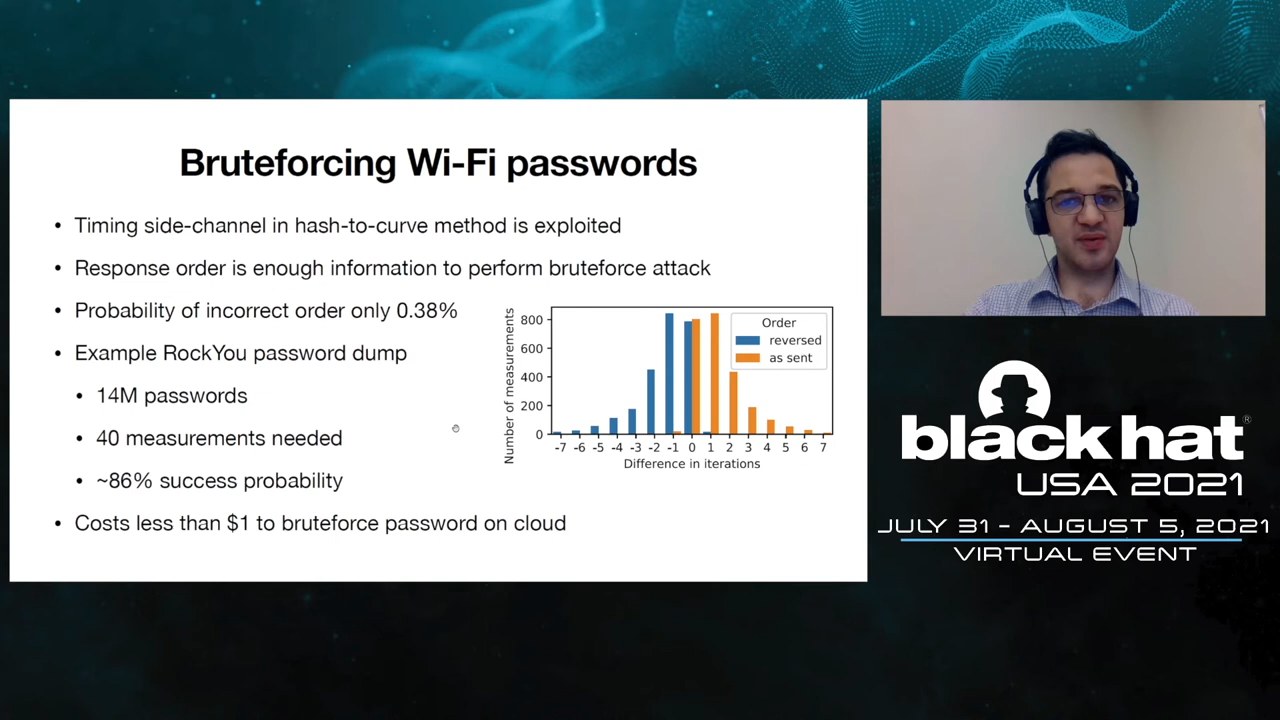 Bruteforcing Wi-Fi passwords
• Timing side-channel in hash-to-curve method is exploited
• Response order is enough information to perform bruteforce attack
• Probability of incorrect order only 0.38%
• Example RockYou password dump
• 14M passwords
• 40 measurements needed
• ~86% success probability
• Costs less than $1 to bruteforce password on cloud
Number of measurements
800
600
400
200
0
Order
reversed
as sent
-7 -6 -5 -4 -3 -2 -1 0 1 2 3 4 5 6 7
Difference in iterations
black hat®
USA 2021
JULY 31 - AUGUST 5, 2021
VIRTUAL EVENT